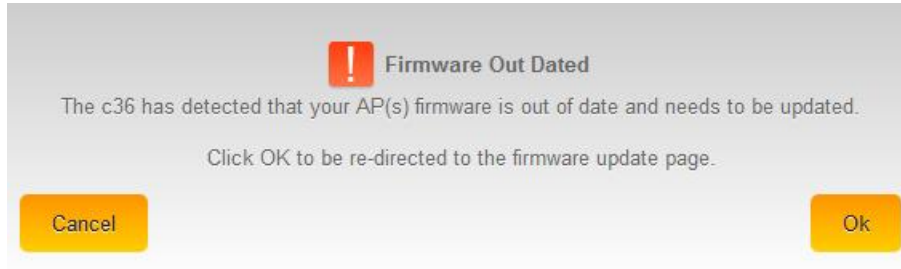 ! Firmware Out Dated
The c36 has detected that your AP(s) firmware is out of date and needs to be updated.
Click OK to be re-directed to the firmware update page.
Cancel Ok